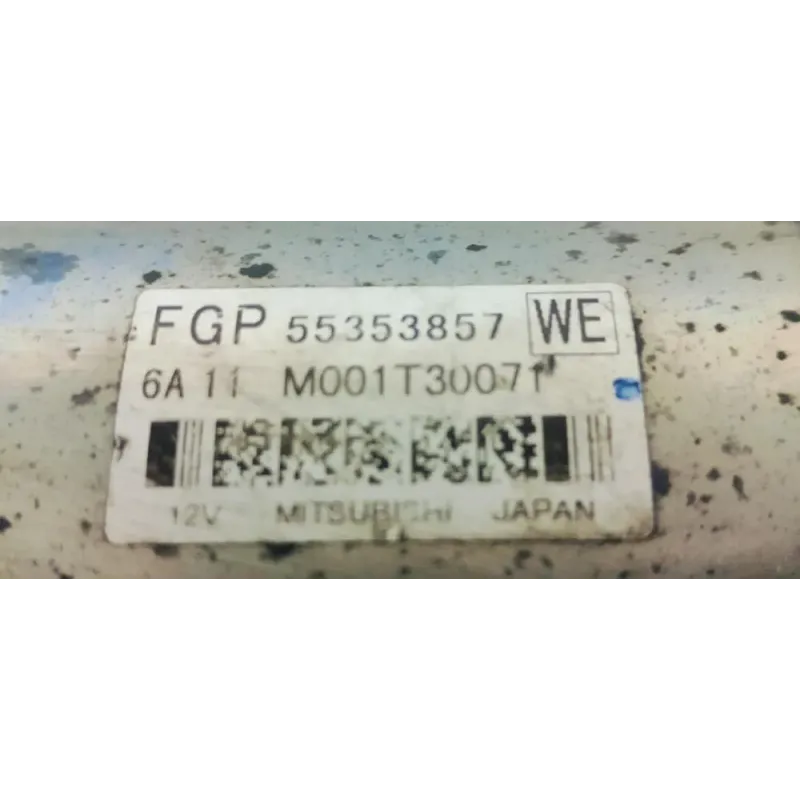 FGP 55353857 WE
6A 11 M001T30071
12V MITSUBISHI JAPAN